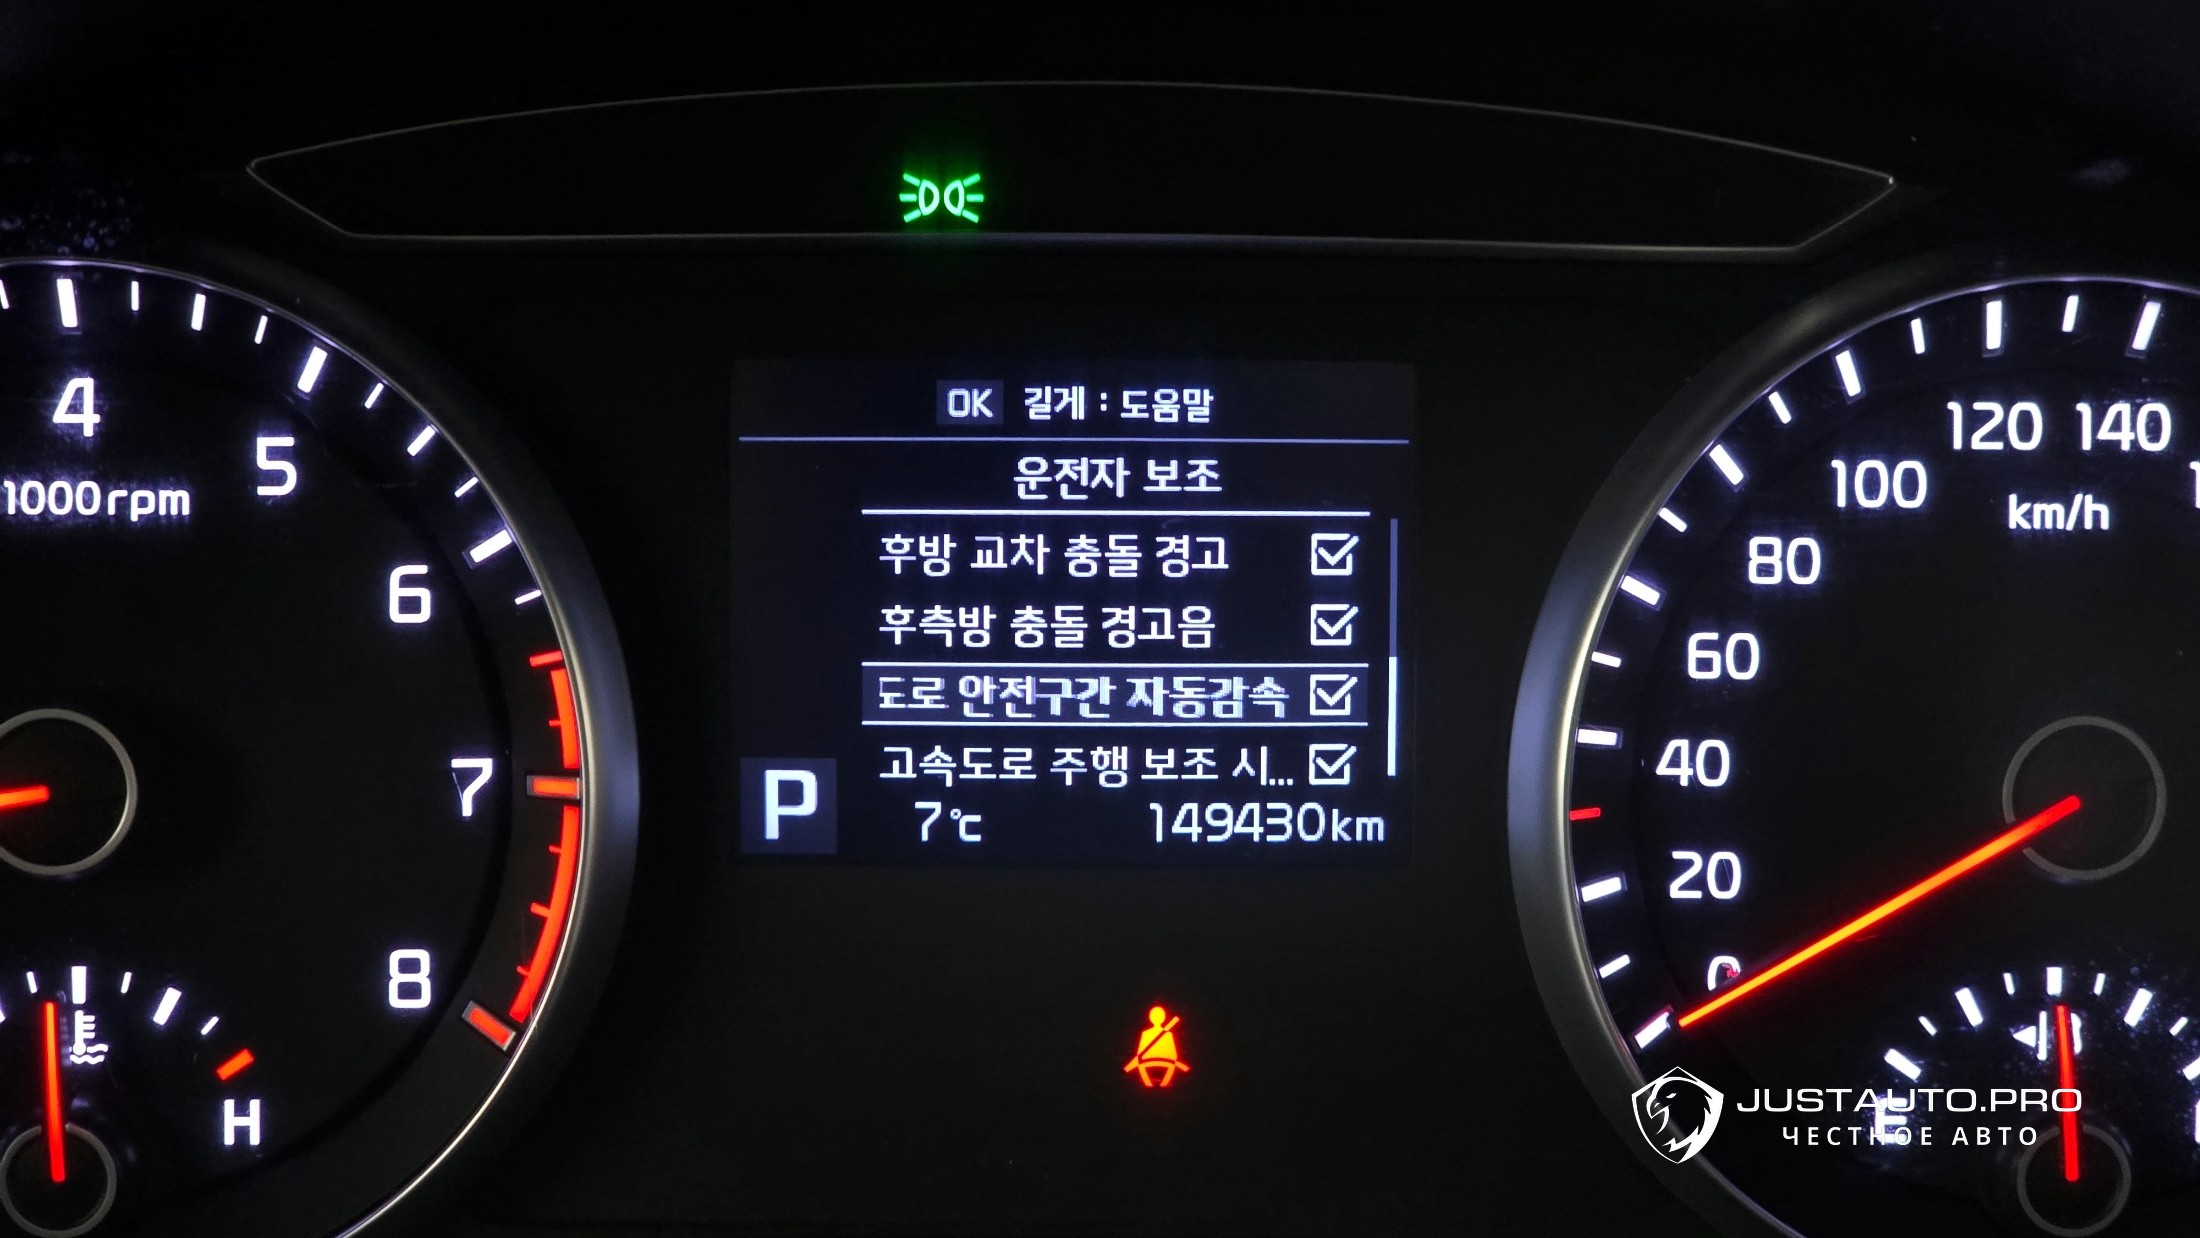 OK 길게 : 도움말
운전자 보조
후방 교차 충돌 경고
후측방 충돌 경고음
도로 안전구간 자동감속
고속도로 주행 보조 시...
P 7℃ 149430km
4
5
6
7
8
1000rpm
H
120 140
100
km/h
80
60
40
20
0
E
JUSTAUTO.PRO
ЧЕСТНОЕ АВТО